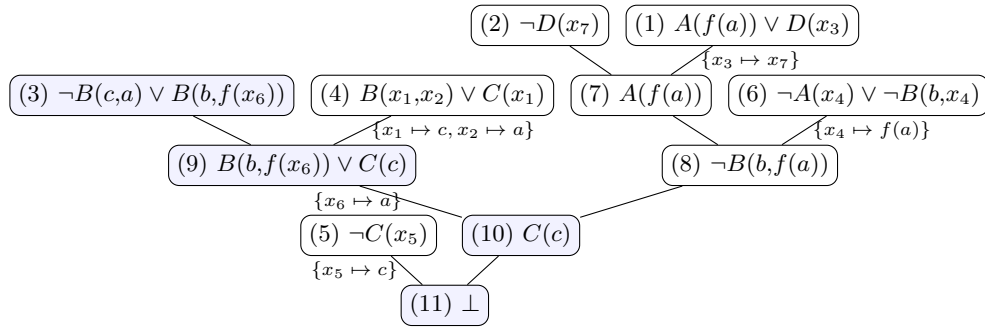 (2) ¬D(x₇) (1) A(f(a)) ∨ D(x₃)
{x₃ ↦ x₇}
(3) ¬B(c,a) ∨ B(b,f(x₆)) (4) B(x₁,x₂) ∨ C(x₁) (7) A(f(a)) (6) ¬A(x₄) ∨ ¬B(b,x₄)
{x₁ ↦ c, x₂ ↦ a} {x₄ ↦ f(a)}
(9) B(b,f(x₆)) ∨ C(c) (8) ¬B(b,f(a))
{x₆ ↦ a}
(5) ¬C(x₅) (10) C(c)
{x₅ ↦ c}
(11) ⊥